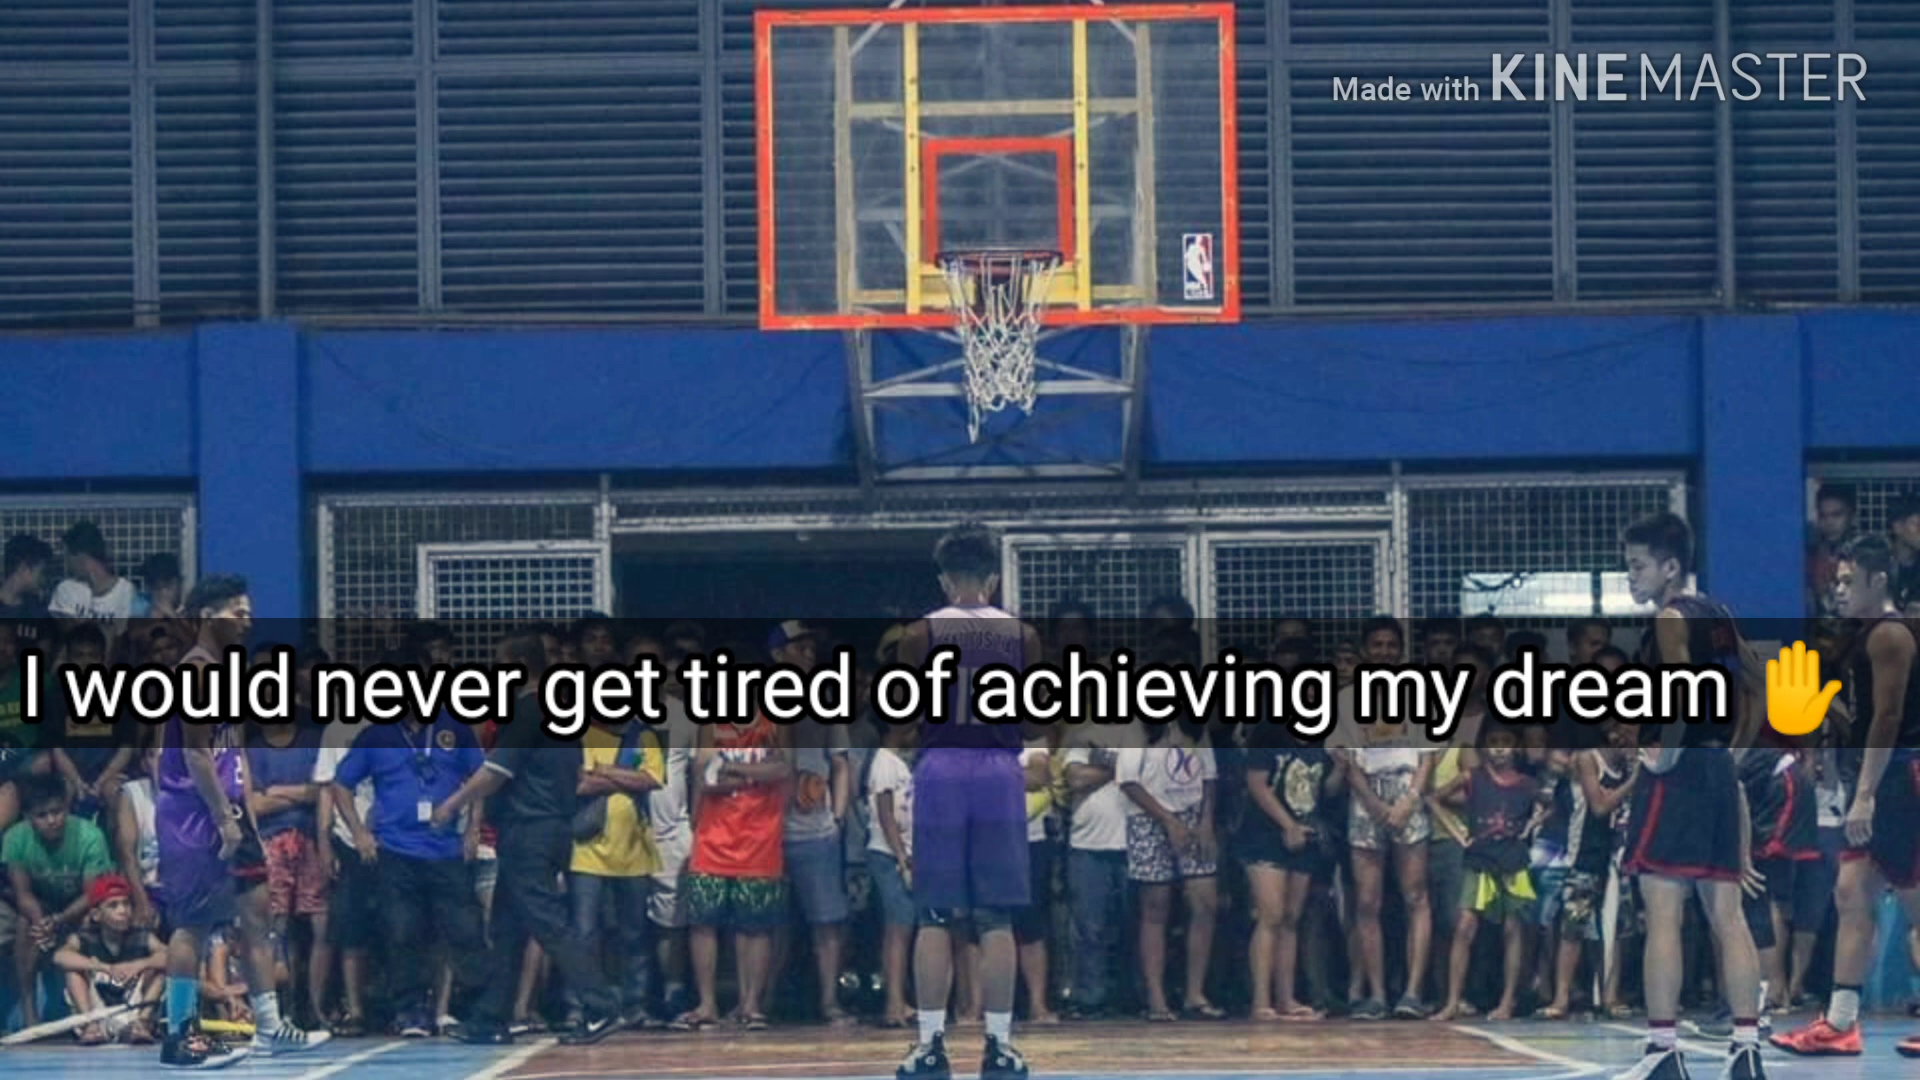 Made with KINEMASTER
I would never get tired of achieving my dream ✋